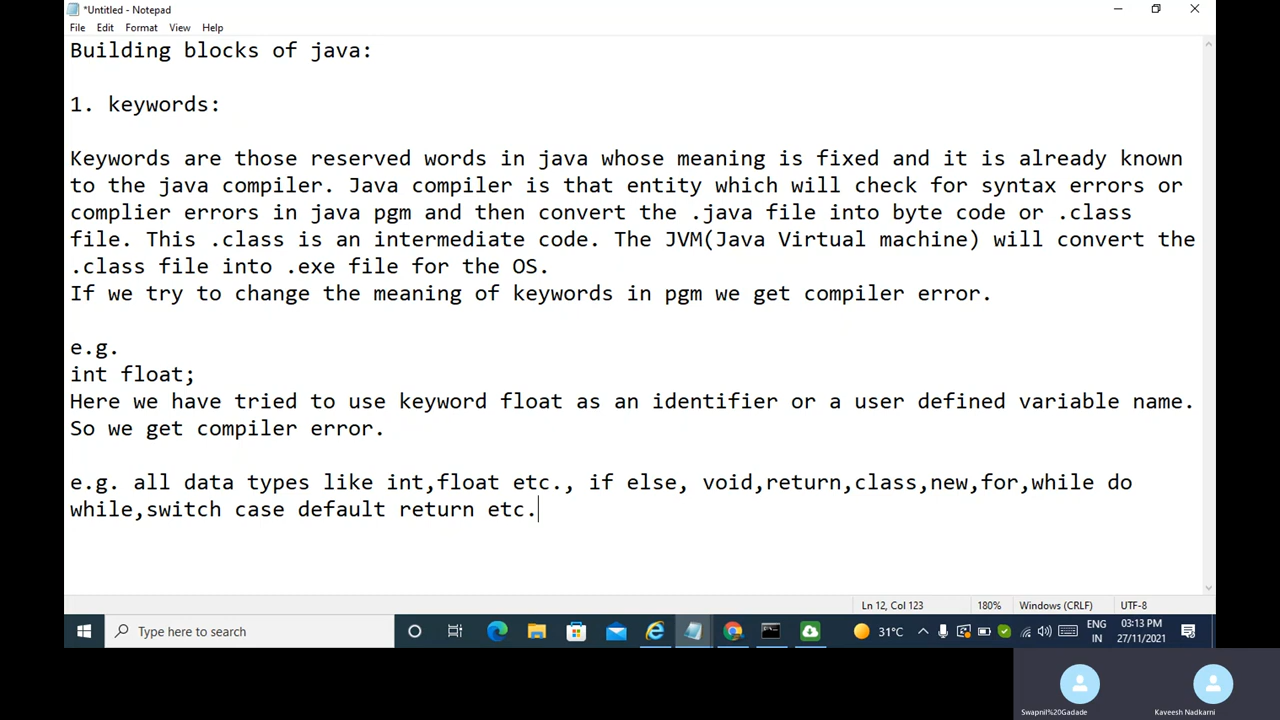 *Untitled - Notepad
File Edit Format View Help
Building blocks of java:
1. keywords:
Keywords are those reserved words in java whose meaning is fixed and it is already known
to the java compiler. Java compiler is that entity which will check for syntax errors or
complier errors in java pgm and then convert the .java file into byte code or .class
file. This .class is an intermediate code. The JVM(Java Virtual machine) will convert the
.class file into .exe file for the OS.
If we try to change the meaning of keywords in pgm we get compiler error.
e.g.
int float;
Here we have tried to use keyword float as an identifier or a user defined variable name.
So we get compiler error.
e.g. all data types like int,float etc., if else, void,return,class,new,for,while do
while,switch case default return etc.
Ln 12, Col 123 180% Windows (CRLF) UTF-8
Type here to search 31°C ENG 03:13 PM
IN 27/11/2021
Swapnil%20Gadade Kaveesh Nadkarni